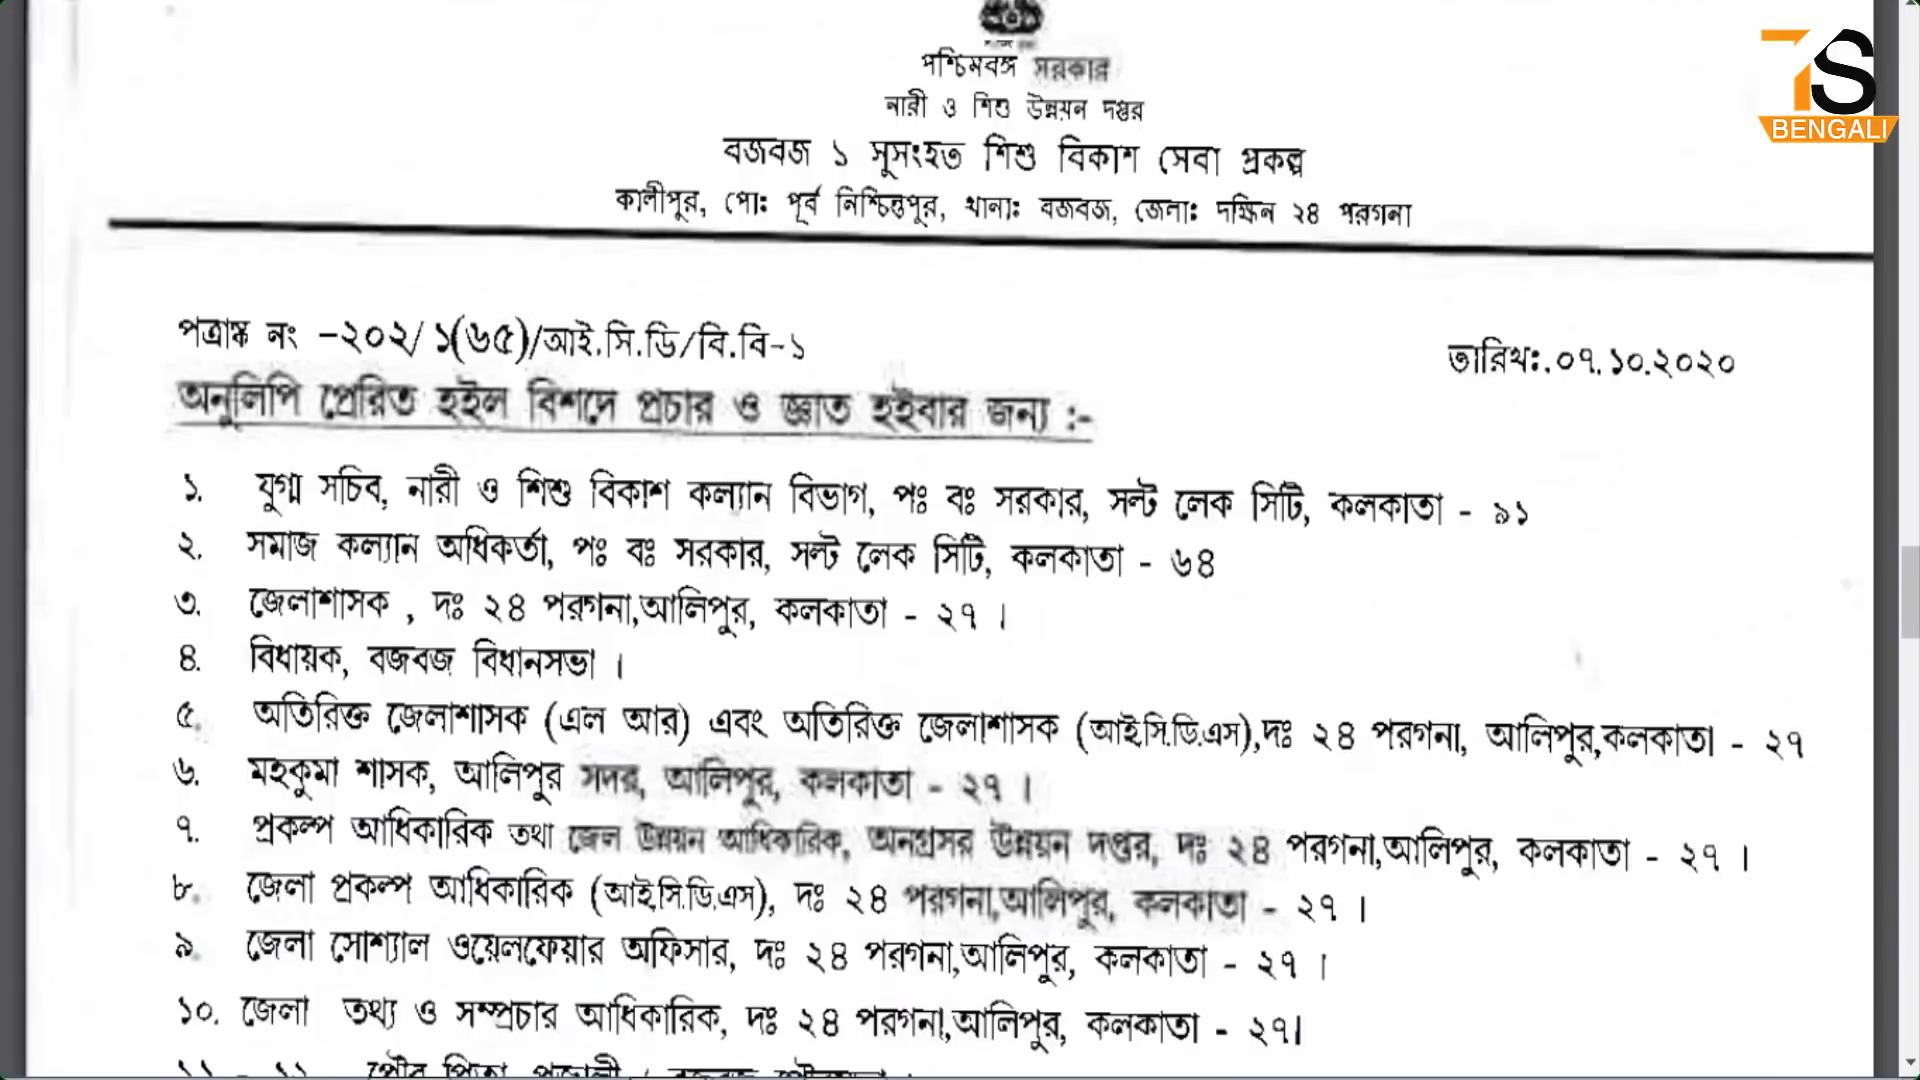 পশ্চিমবঙ্গ সরকার
নারী ও শিশু উন্নয়ন দপ্তর
বজবজ ১ সুসংহত শিশু বিকাশ সেবা প্রকল্প
কালীপুর, পো: পূর্ব নিশ্চিন্তপুর, থানা: বজবজ, জেলা: দক্ষিন ২৪ পরগনা
7S
BENGALI
পত্রাঙ্ক নং -২০২/ ১(৬৫)/আই.সি.ডি/বি.বি-১
তারিখ:.০৭.১০.২০২০
অনুলিপি প্রেরিত হইল বিশদে প্রচার ও জ্ঞাত হইবার জন্য :-
১. যুগ্ম সচিব, নারী ও শিশু বিকাশ কল্যান বিভাগ, পঃ বঃ সরকার, সল্ট লেক সিটি, কলকাতা - ৯১
২. সমাজ কল্যান অধিকর্তা, পঃ বঃ সরকার, সল্ট লেক সিটি, কলকাতা - ৬৪
৩. জেলাশাসক , দঃ ২৪ পরগনা,আলিপুর, কলকাতা - ২৭ ।
৪. বিধায়ক, বজবজ বিধানসভা ।
৫. অতিরিক্ত জেলাশাসক (এল আর) এবং অতিরিক্ত জেলাশাসক (আই.সি.ডি.এস),দঃ ২৪ পরগনা, আলিপুর,কলকাতা - ২৭
৬. মহকুমা শাসক, আলিপুর সদর, আলিপুর, কলকাতা - ২৭ ।
৭. প্রকল্প আধিকারিক তথা জেল উন্নয়ন আধিকারিক, অনগ্রসর উন্নয়ন দপ্তর, দঃ ২৪ পরগনা,আলিপুর, কলকাতা - ২৭ ।
৮. জেলা প্রকল্প আধিকারিক (আই.সি.ডি.এস), দঃ ২৪ পরগনা,আলিপুর, কলকাতা - ২৭ ।
৯. জেলা সোশ্যাল ওয়েলফেয়ার অফিসার, দঃ ২৪ পরগনা,আলিপুর, কলকাতা - ২৭ ।
১০. জেলা তথ্য ও সম্প্রচার আধিকারিক, দঃ ২৪ পরগনা,আলিপুর, কলকাতা - ২৭।